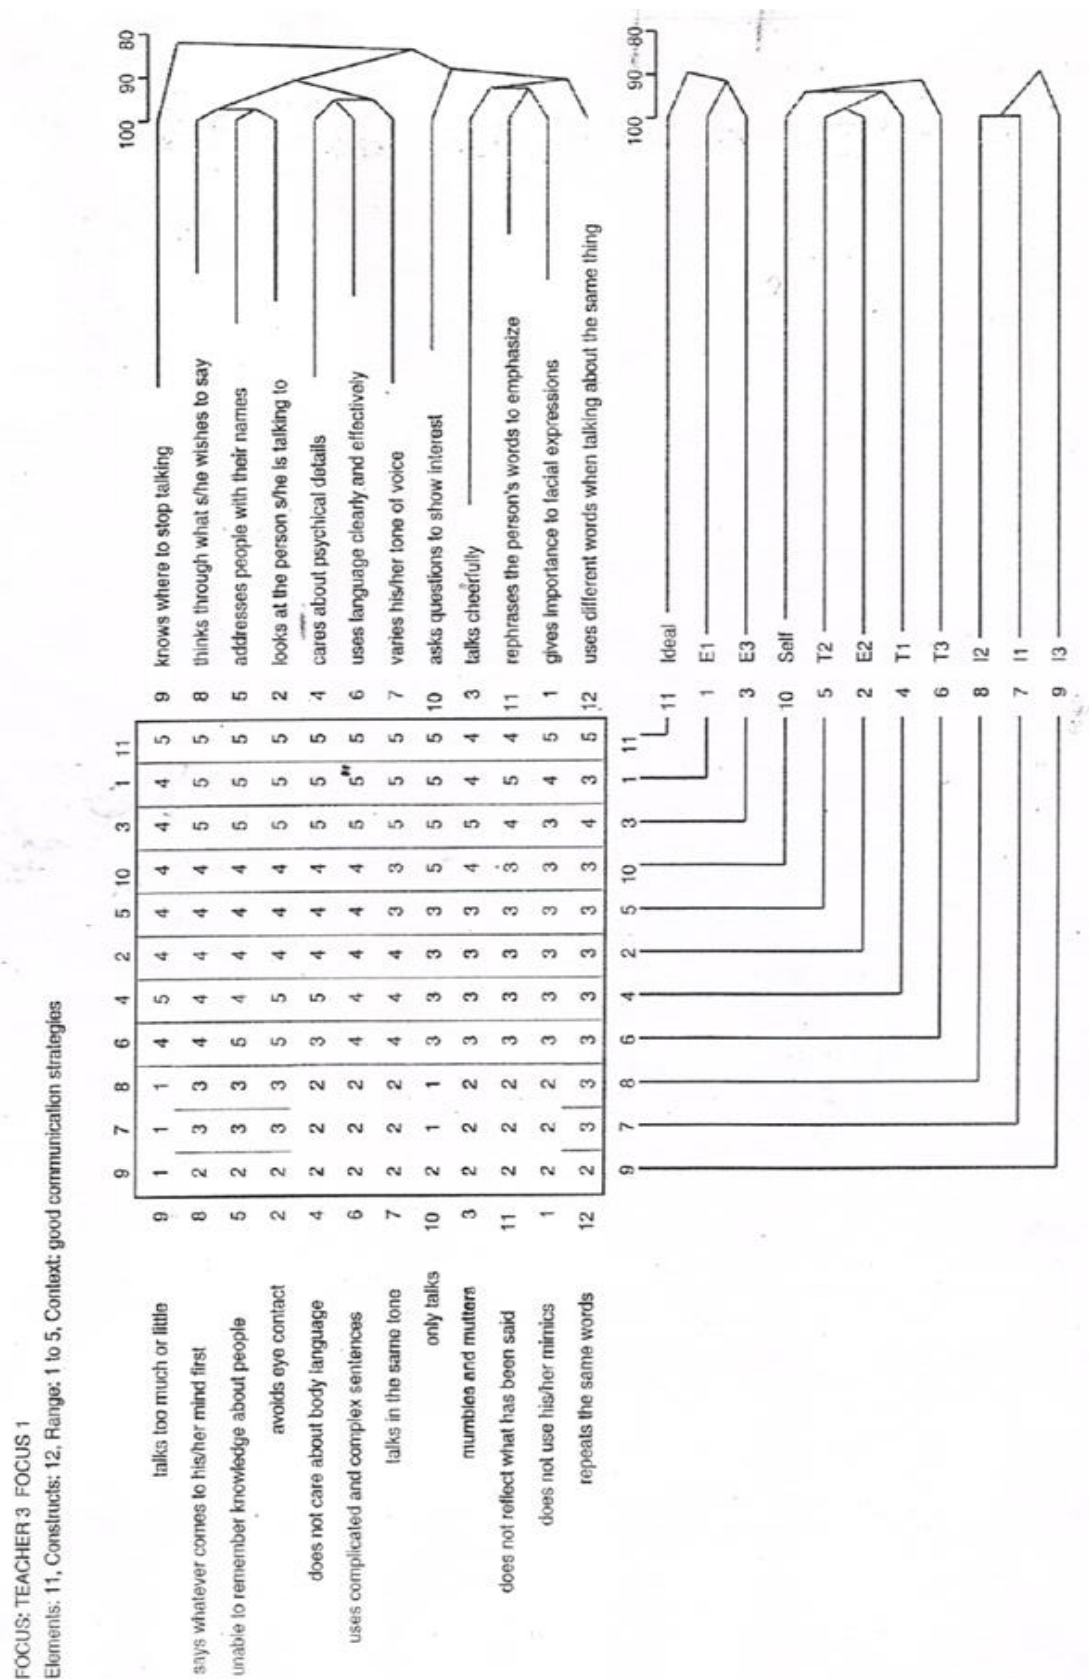 FOCUS: TEACHER 3 FOCUS 1
Elements: 11, Constructs: 12, Range: 1 to 5, Context: good communication strategies
9 7 8 6 4 2 5 10 3 1 11 100 90 80
talks too much or little 9 1 1 1 4 5 4 4 4 4 4 5 9 knows where to stop talking
says whatever comes to his/her mind first 8 2 3 3 4 4 4 4 4 5 5 5 8 thinks through what s/he wishes to say
unable to remember knowledge about people 5 2 3 3 5 4 4 4 4 5 5 5 5 addresses people with their names
avoids eye contact 2 2 3 3 5 5 4 4 4 5 5 5 2 looks at the person s/he is talking to
does not care about body language 4 2 2 2 3 5 4 4 4 5 5 5 4 cares about psychical details
uses complicated and complex sentences 6 2 2 2 4 4 4 4 4 5 5 5 6 uses language clearly and effectively
talks in the same tone 7 2 2 2 4 4 4 3 3 5 5 5 7 varies his/her tone of voice
only talks 10 2 1 1 3 3 3 3 5 5 5 5 10 asks questions to show interest
mumbles and mutters 3 2 2 2 3 3 3 3 4 5 4 4 3 talks cheerfully
does not reflect what has been said 11 2 2 2 3 3 3 3 3 4 5 4 11 rephrases the person's words to emphasize
does not use his/her mimics 1 2 2 2 3 3 3 3 3 3 4 5 1 gives importance to facial expressions
repeats the same words 12 2 3 3 3 3 3 3 3 4 3 5 12 uses different words when talking about the same thing
9 7 8 6 4 2 5 10 3 1 11 100 90 80
11 Ideal
1 E1
3 E3
10 Self
5 T2
2 E2
4 T1
6 T3
8 I2
7 I1
9 I3